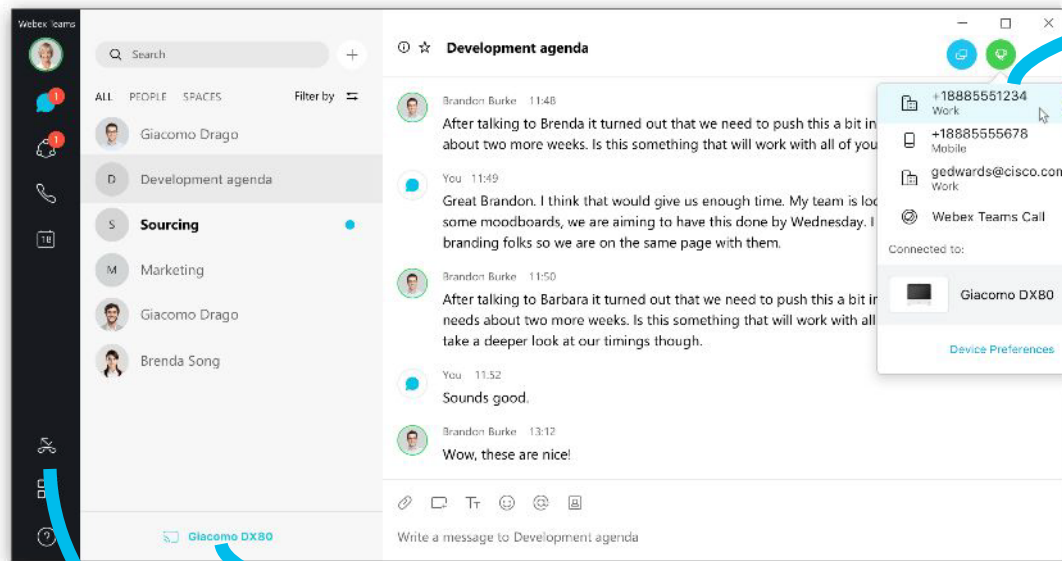 Webex Teams
Search
ALL PEOPLE SPACES Filter by
Giacomo Drago
D Development agenda
S Sourcing
M Marketing
Giacomo Drago
Brenda Song
1
1
18
?
Giacomo DX80
Development agenda
Brandon Burke 11:48
After talking to Brenda it turned out that we need to push this a bit in
about two more weeks. Is this something that will work with all of you
You 11:49
Great Brandon. I think that would give us enough time. My team is loc
some moodboards, we are aiming to have this done by Wednesday. I
branding folks so we are on the same page with them.
Brandon Burke 11:50
After talking to Barbara it turned out that we need to push this a bit in
needs about two more weeks. Is this something that will work with all
take a deeper look at our timings though.
You 11.52
Sounds good.
Brandon Burke 13:12
Wow, these are nice!
Write a message to Development agenda
+18885551234
Work
+18885555678
Mobile
gedwards@cisco.com
Work
Webex Teams Call
Connected to:
Giacomo DX80
Device Preferences